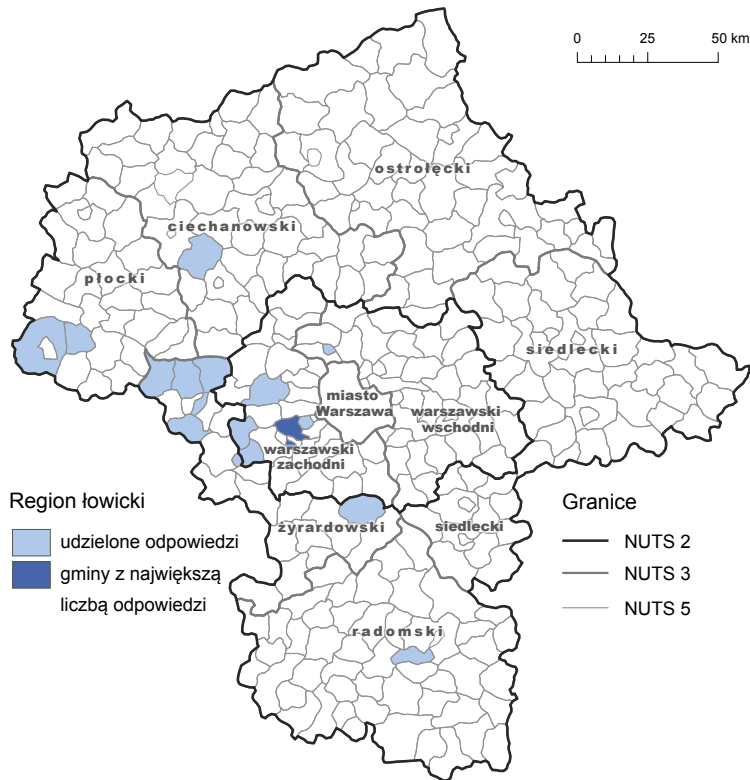 0 25 50 km
ostrołęcki
ciechanowski
płocki
siedlecki
miasto
Warszawa
warszawski
wschodni
warszawski
zachodni
żyrardowski
siedlecki
radomski
Region łowicki
udzielone odpowiedzi
gminy z największą
liczbą odpowiedzi
Granice
NUTS 2
NUTS 3
NUTS 5